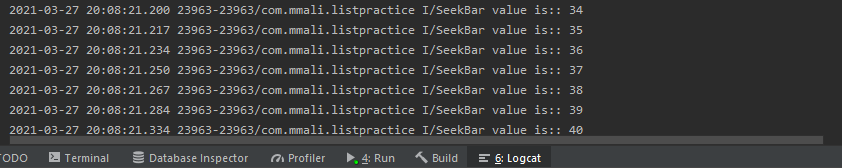 2021-03-27 20:08:21.200 23963-23963/com.mmali.listpractice I/SeekBar value is:: 34
2021-03-27 20:08:21.217 23963-23963/com.mmali.listpractice I/SeekBar value is:: 35
2021-03-27 20:08:21.234 23963-23963/com.mmali.listpractice I/SeekBar value is:: 36
2021-03-27 20:08:21.250 23963-23963/com.mmali.listpractice I/SeekBar value is:: 37
2021-03-27 20:08:21.267 23963-23963/com.mmali.listpractice I/SeekBar value is:: 38
2021-03-27 20:08:21.284 23963-23963/com.mmali.listpractice I/SeekBar value is:: 39
2021-03-27 20:08:21.334 23963-23963/com.mmali.listpractice I/SeekBar value is:: 40
TODO Terminal Database Inspector Profiler 4: Run Build 6: Logcat